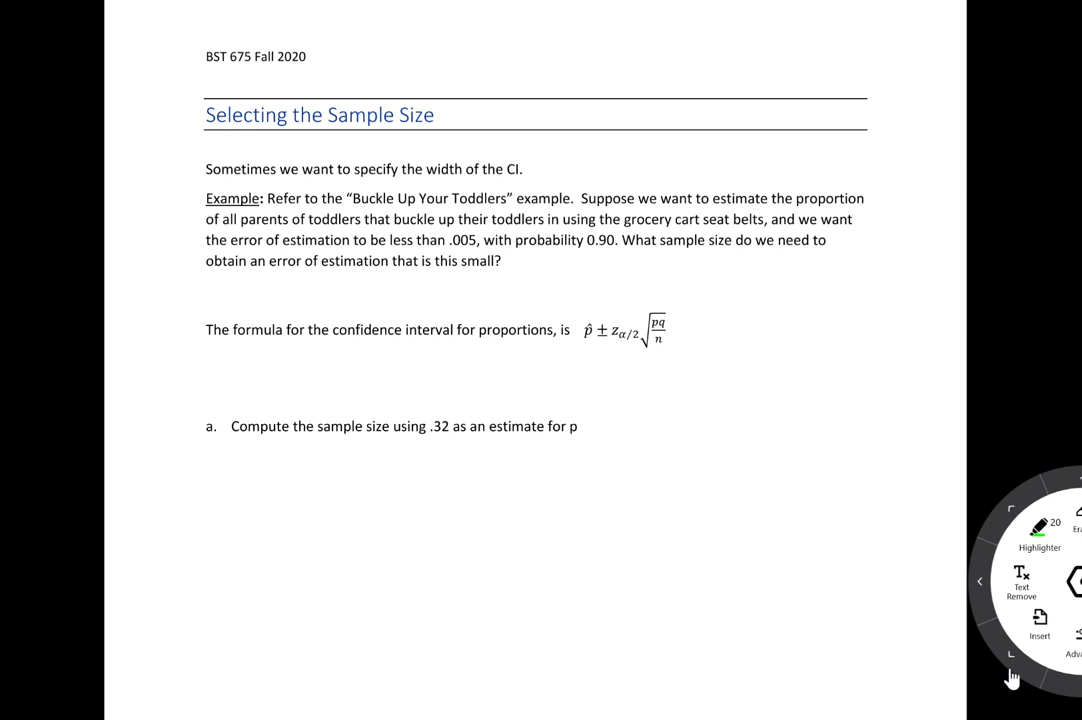 BST 675 Fall 2020
Selecting the Sample Size
Sometimes we want to specify the width of the CI.
Example: Refer to the “Buckle Up Your Toddlers” example. Suppose we want to estimate the proportion
of all parents of toddlers that buckle up their toddlers in using the grocery cart seat belts, and we want
the error of estimation to be less than .005, with probability 0.90. What sample size do we need to
obtain an error of estimation that is this small?
The formula for the confidence interval for proportions, is p̂ ± z_{α/2} √(pq/n)
a. Compute the sample size using .32 as an estimate for p
20
Highlighter
Tx
Text
Remove
Insert